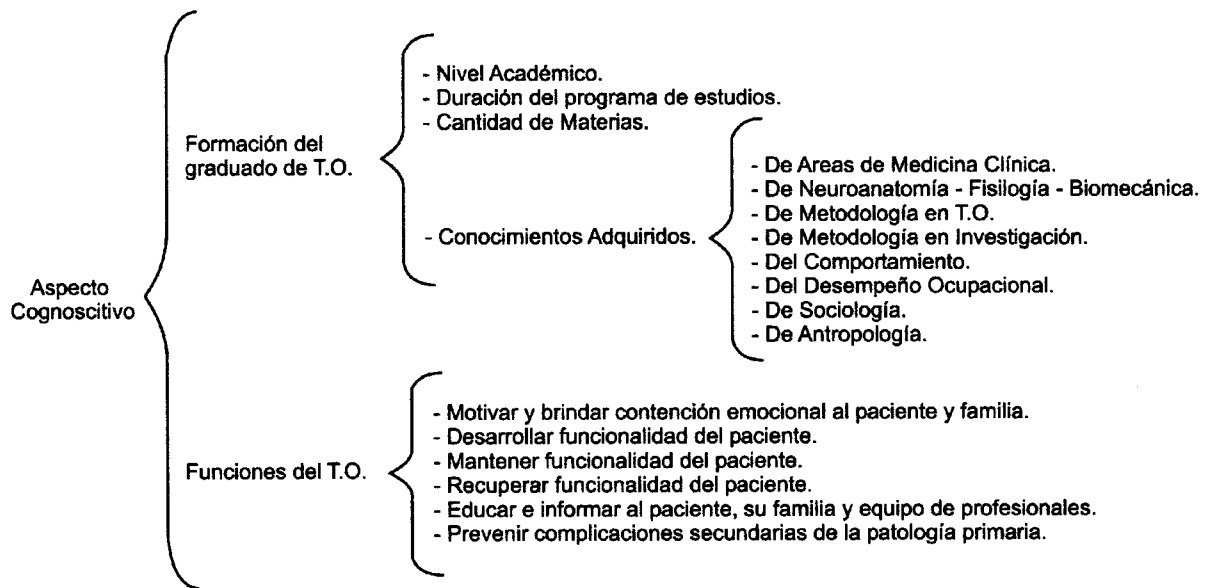 Aspecto
Cognoscitivo
Formación del
graduado de T.O.
- Nivel Académico.
- Duración del programa de estudios.
- Cantidad de Materias.
- Conocimientos Adquiridos.
- De Areas de Medicina Clínica.
- De Neuroanatomía - Fisilogía - Biomecánica.
- De Metodología en T.O.
- De Metodología en Investigación.
- Del Comportamiento.
- Del Desempeño Ocupacional.
- De Sociología.
- De Antropología.
Funciones del T.O.
- Motivar y brindar contención emocional al paciente y familia.
- Desarrollar funcionalidad del paciente.
- Mantener funcionalidad del paciente.
- Recuperar funcionalidad del paciente.
- Educar e informar al paciente, su familia y equipo de profesionales.
- Prevenir complicaciones secundarias de la patología primaria.